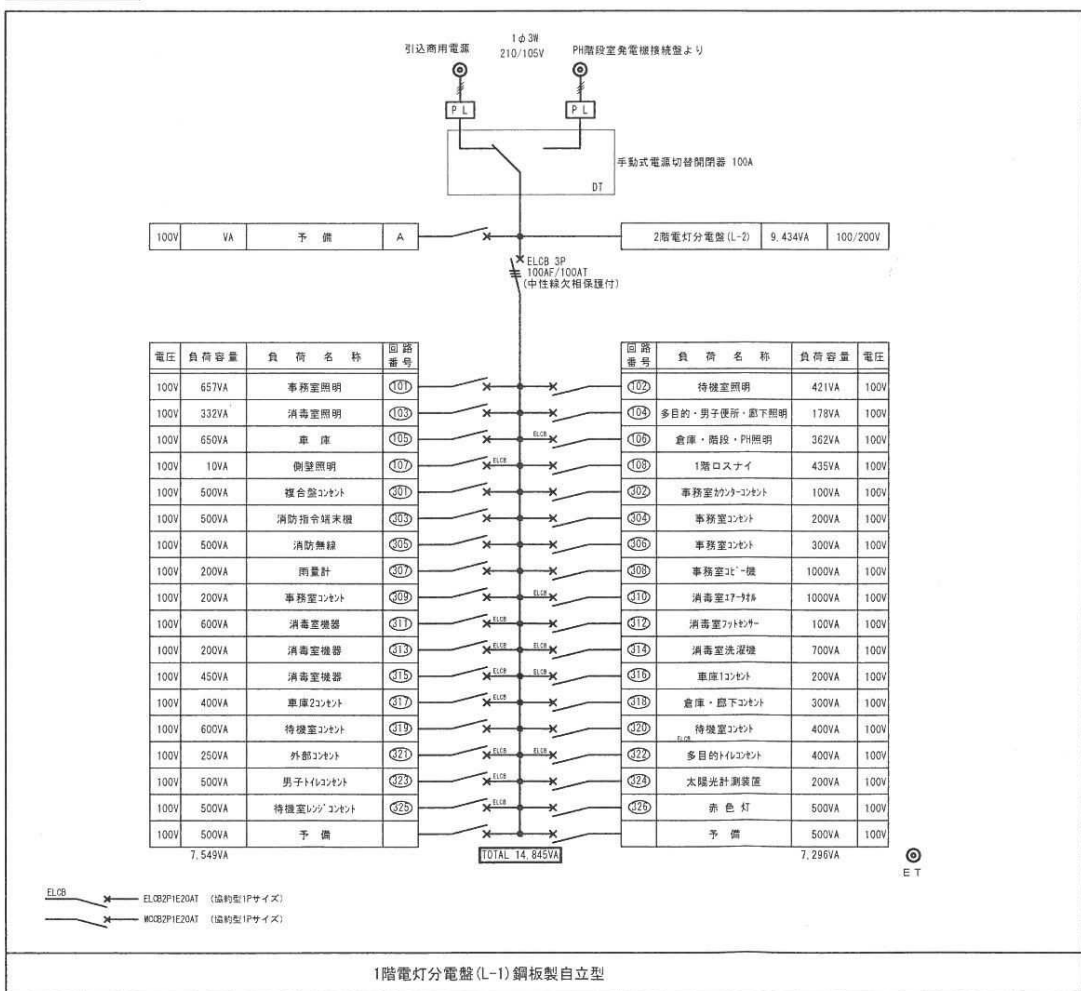 1φ3W
引込商用電源 210/105V PH階段室発電機接続盤より
PL PL
手動式電源切替開閉器 100A
DT
100V VA 予備 A 2階電灯分電盤(L-2) 9,434VA 100/200V
ELCB 3P
100AF/100AT
(中性線欠相保護付)
電圧 負荷容量 負荷名称 回路番号 回路番号 負荷名称 負荷容量 電圧
100V 657VA 事務室照明 101 102 待機室照明 421VA 100V
100V 332VA 消毒室照明 103 104 多目的・男子便所・廊下照明 178VA 100V
100V 650VA 車庫 105 ELCB 106 倉庫・階段・PH照明 362VA 100V
100V 10VA 側壁照明 107 ELCB 108 1階ロスナイ 435VA 100V
100V 500VA 複合盤コンセント 301 302 事務室カウンターコンセント 100VA 100V
100V 500VA 消防指令端末機 303 304 事務室コンセント 200VA 100V
100V 500VA 消防無線 305 306 事務室コンセント 300VA 100V
100V 200VA 雨量計 307 308 事務室コピー機 1000VA 100V
100V 200VA 事務室コンセント 309 ELCB 310 消毒室エアータオル 1000VA 100V
100V 600VA 消毒室機器 311 ELCB 312 消毒室フットセンサー 100VA 100V
100V 200VA 消毒室機器 313 ELCB ELCB 314 消毒室洗濯機 700VA 100V
100V 450VA 消毒室機器 315 ELCB 316 車庫1コンセント 200VA 100V
100V 400VA 車庫2コンセント 317 ELCB 318 倉庫・廊下コンセント 300VA 100V
100V 600VA 待機室コンセント 319 320 待機室コンセント 400VA 100V
ELCB
100V 250VA 外部コンセント 321 ELCB ELCB 322 多目的トイレコンセント 400VA 100V
100V 500VA 男子トイレコンセント 323 ELCB 324 太陽光計測装置 200VA 100V
100V 500VA 待機室レンジコンセント 325 ELCB 326 赤色灯 500VA 100V
100V 500VA 予備 予備 500VA 100V
7,549VA TOTAL 14,845VA 7,296VA
ET
ELCB ELCB2P1E20AT (協約型1Pサイズ)
MCCB2P1E20AT (協約型1Pサイズ)
1階電灯分電盤(L-1)鋼板製自立型